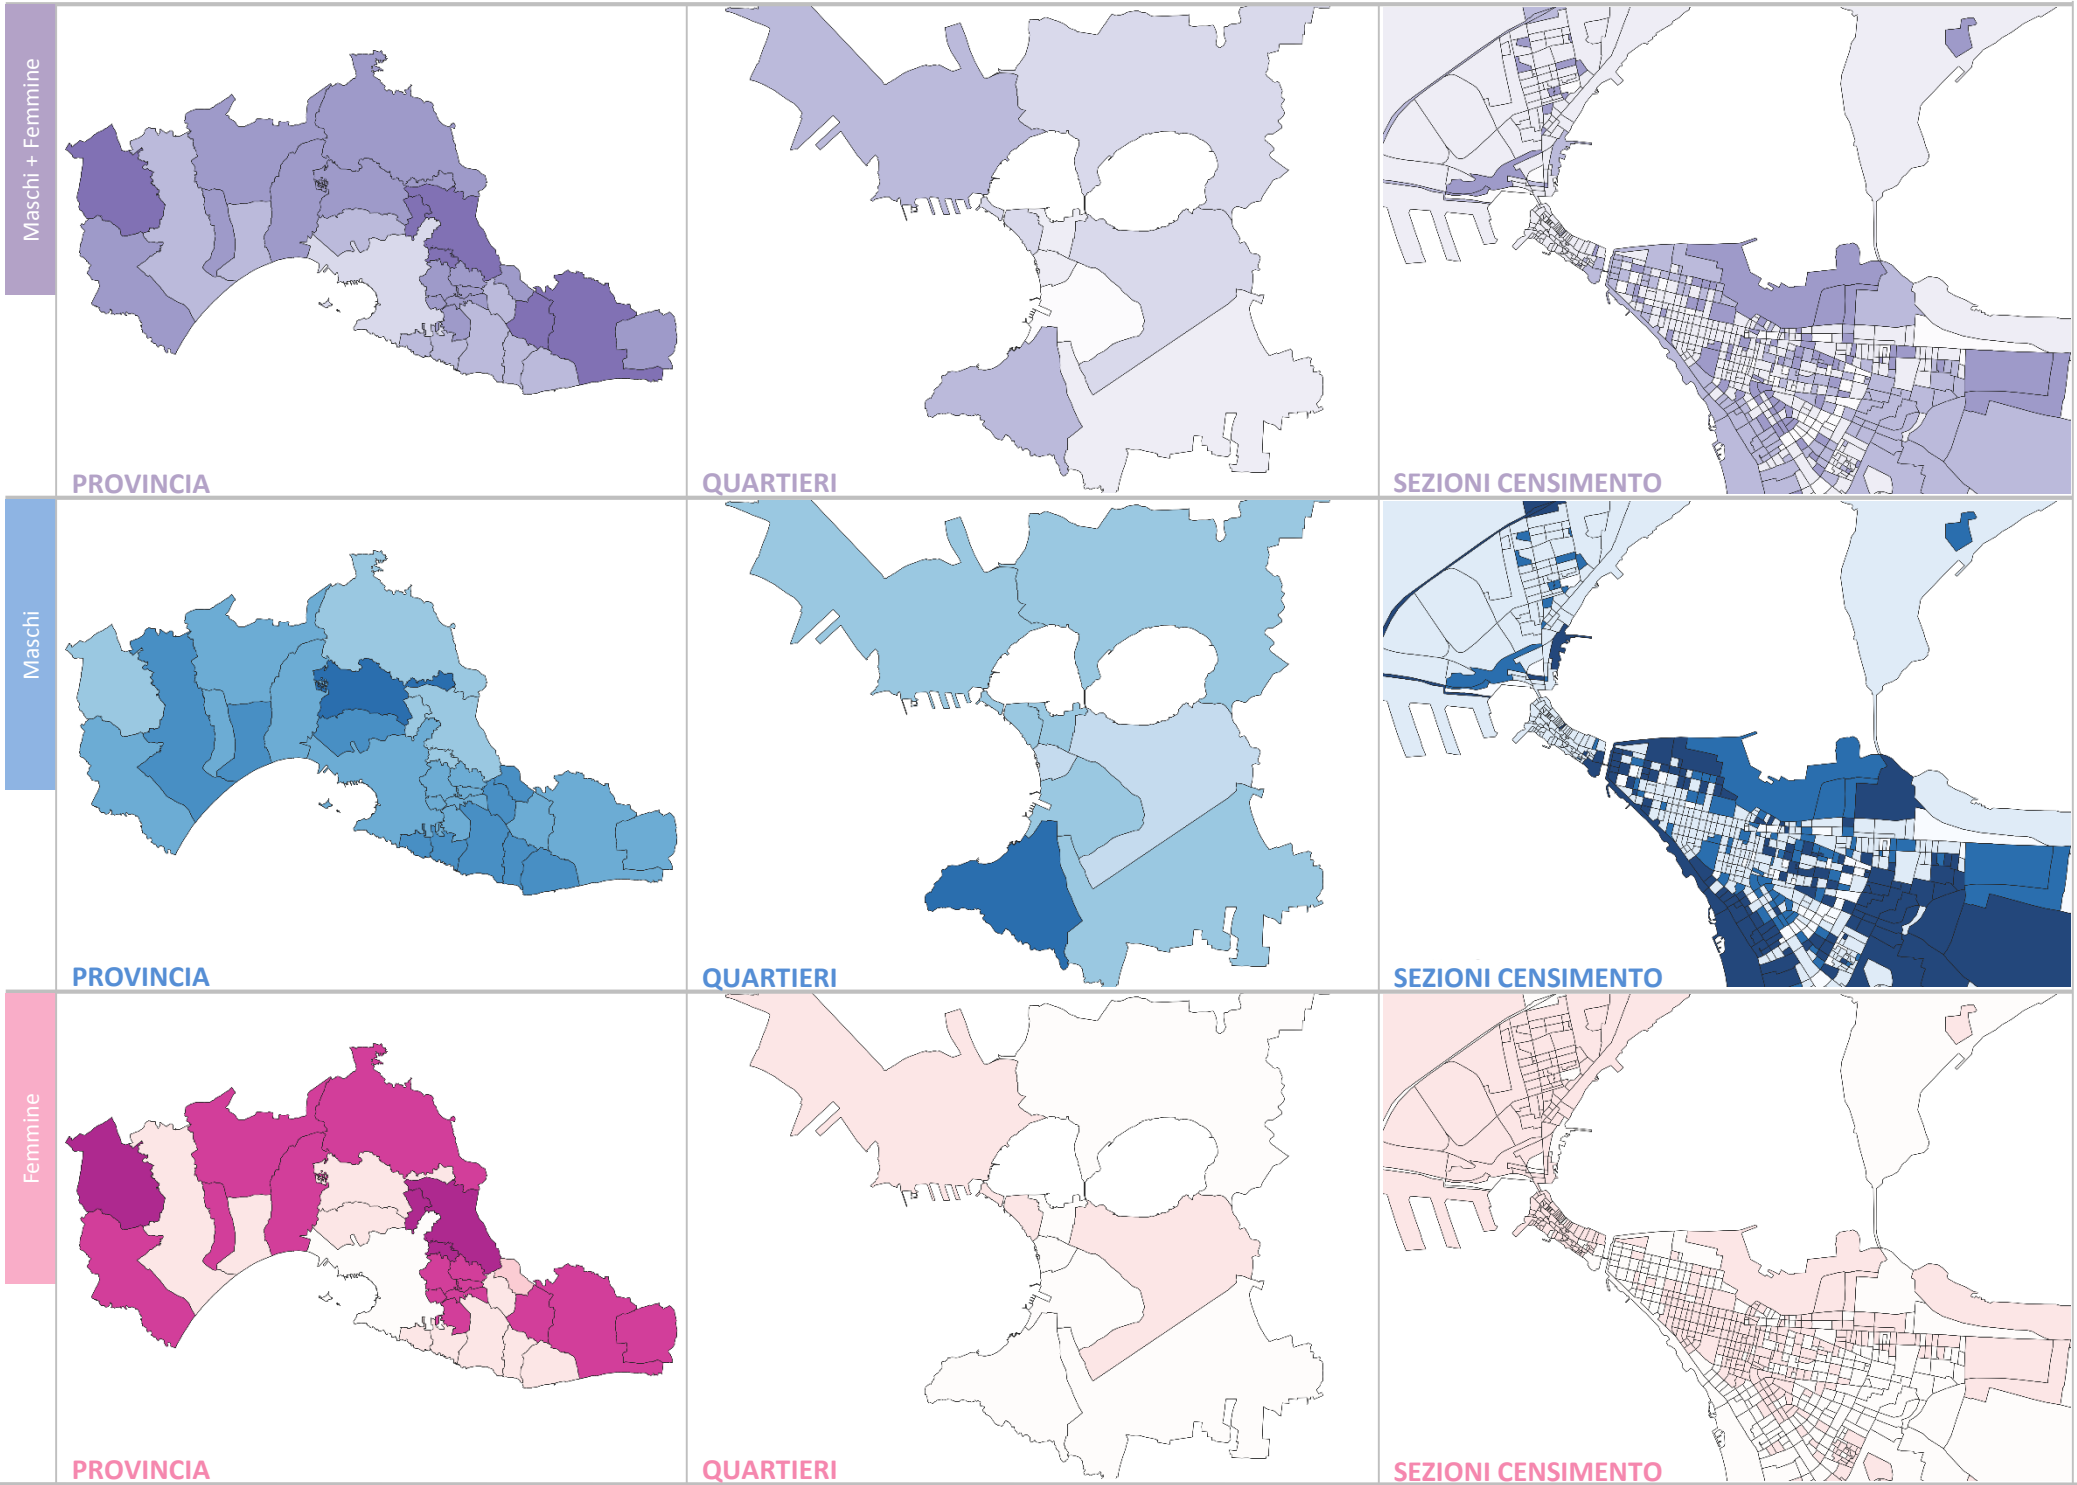 Maschi + Femmine
PROVINCIA
QUARTIERI
SEZIONI CENSIMENTO
Maschi
PROVINCIA
QUARTIERI
SEZIONI CENSIMENTO
Femmine
PROVINCIA
QUARTIERI
SEZIONI CENSIMENTO